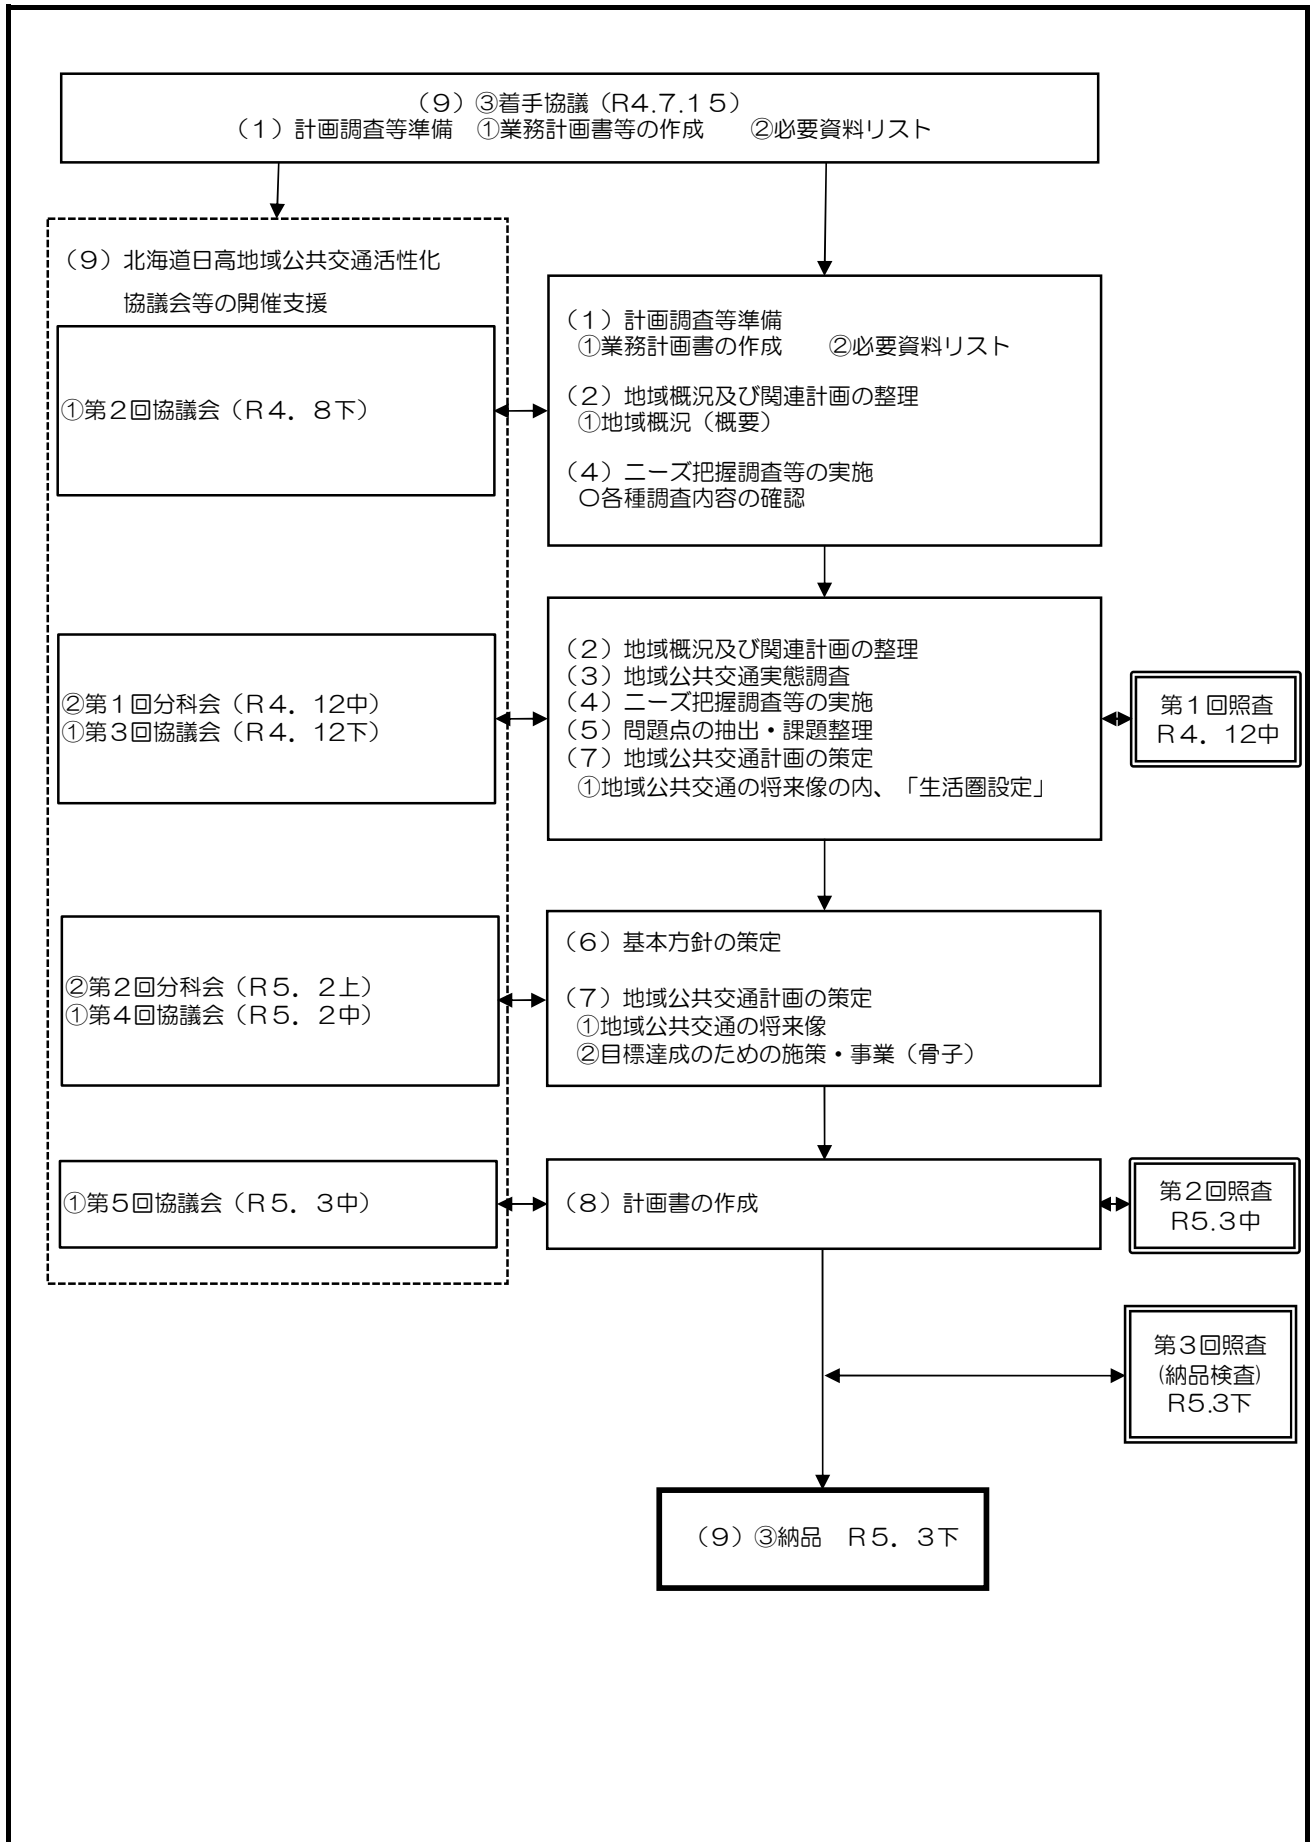 （９）③着手協議（R4.7.１５）
（１）計画調査等準備　①業務計画書等の作成　　②必要資料リスト
（９）北海道日高地域公共交通活性化
協議会等の開催支援
①第２回協議会（Ｒ４．８下）
（１）計画調査等準備
①業務計画書の作成　　②必要資料リスト
（２）地域概況及び関連計画の整理
①地域概況（概要）
（４）ニーズ把握調査等の実施
〇各種調査内容の確認
②第１回分科会（Ｒ４．12中）
①第３回協議会（Ｒ４．12下）
（２）地域概況及び関連計画の整理
（３）地域公共交通実態調査
（４）ニーズ把握調査等の実施
（５）問題点の抽出・課題整理
（７）地域公共交通計画の策定
①地域公共交通の将来像の内、「生活圏設定」
第１回照査
Ｒ４．12中
②第２回分科会（Ｒ５．２上）
①第４回協議会（Ｒ５．２中）
（６）基本方針の策定
（７）地域公共交通計画の策定
①地域公共交通の将来像
②目標達成のための施策・事業（骨子）
①第５回協議会（Ｒ５．３中）
（８）計画書の作成
第２回照査
R5.3中
第３回照査
(納品検査)
R5.3下
（９）③納品　Ｒ５．３下